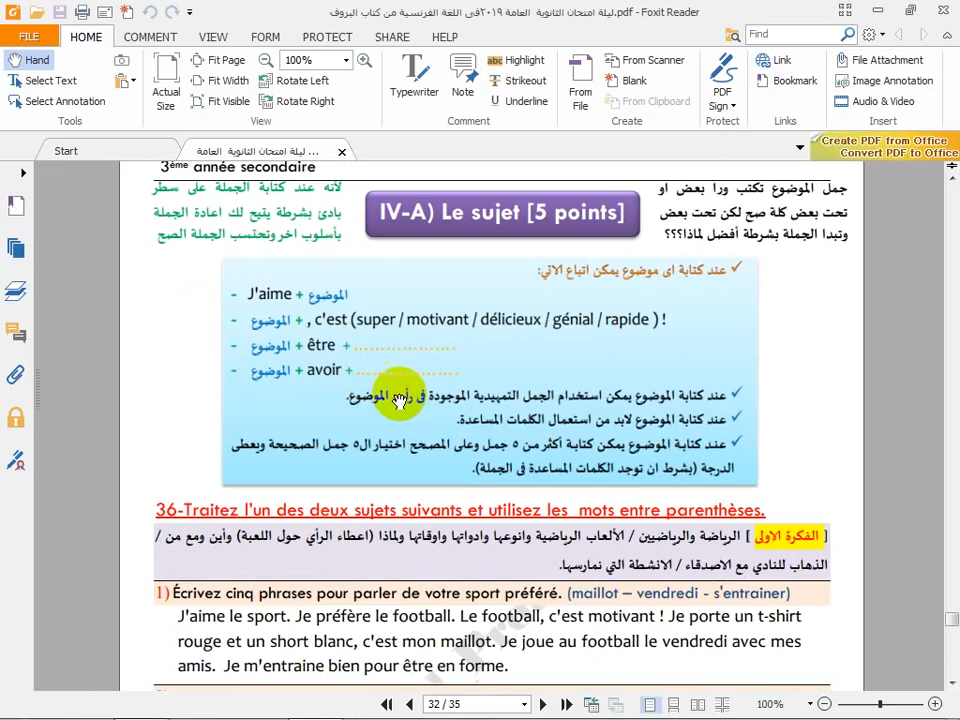 ليلة امتحان الثانوية العامة ٢٠١٩فى اللغة الفرنسية من كتاب البروف.pdf - Foxit Reader
FILE HOME COMMENT VIEW FORM PROTECT SHARE HELP Find
Hand
Select Text
Select Annotation
Tools
Actual Size
Fit Page
Fit Width
Fit Visible
100%
Rotate Left
Rotate Right
View
Typewriter
Note
Highlight
Strikeout
Underline
Comment
From File
From Scanner
Blank
From Clipboard
Create
PDF Sign
Protect
Link
Bookmark
Links
File Attachment
Image Annotation
Audio & Video
Insert
Start
ليلة امتحان الثانوية العامة ...
Create PDF from Office
Convert PDF to Office
3ème année secondaire
جمل الموضوع تكتب ورا بعض او
تحت بعض كلة صح لكن تحت بعض
وتبدا الجملة بشرطة أفضل لماذا؟؟؟
IV-A) Le sujet [5 points]
لأنه عند كتابة الجملة على سطر
بادئ بشرطة يتيح لك اعادة الجملة
بأسلوب اخر وتحتسب الجملة الصح
✓ عند كتابة اى موضوع يمكن اتباع الاتي:
- J'aime + الموضوع
- الموضوع + , c'est (super / motivant / délicieux / génial / rapide ) !
- الموضوع + être + ....................
- الموضوع + avoir + ....................
✓ عند كتابة الموضوع يمكن استخدام الجمل التمهيدية الموجودة فى رأس الموضوع.
✓ عند كتابة الموضوع لابد من استعمال الكلمات المساعدة.
✓ عند كتابة الموضوع يمكن كتابة أكثر من ٥ جمل وعلى المصحح اختيار ال٥ جمل الصحيحة ويعطى
الدرجة (بشرط ان توجد الكلمات المساعدة فى الجملة).
36-Traitez l'un des deux sujets suivants et utilisez les mots entre parenthèses.
[ الفكرة الاولى ] الرياضة والرياضيين / الألعاب الرياضية وانوعها وادواتها واوقاتها ولماذا (اعطاء الرأي حول اللعبة) وأين ومع من /
الذهاب للنادي مع الاصدقاء / الانشطة التي نمارسها.
1) Écrivez cinq phrases pour parler de votre sport préféré. (maillot – vendredi - s'entrainer)
J'aime le sport. Je préfère le football. Le football, c'est motivant ! Je porte un t-shirt
rouge et un short blanc, c'est mon maillot. Je joue au football le vendredi avec mes
amis. Je m'entraine bien pour être en forme.
32 / 35
100%